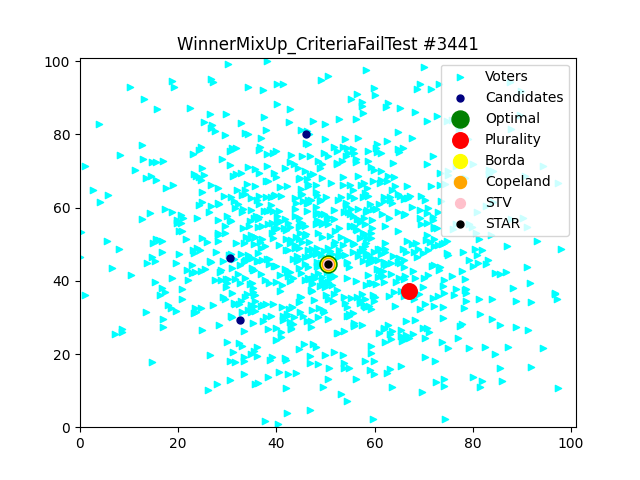 WinnerMixUp_CriteriaFailTest #3441
100
80
60
40
20
0
0
20
40
60
80
100
Voters
Candidates
Optimal
Plurality
Borda
Copeland
STV
STAR